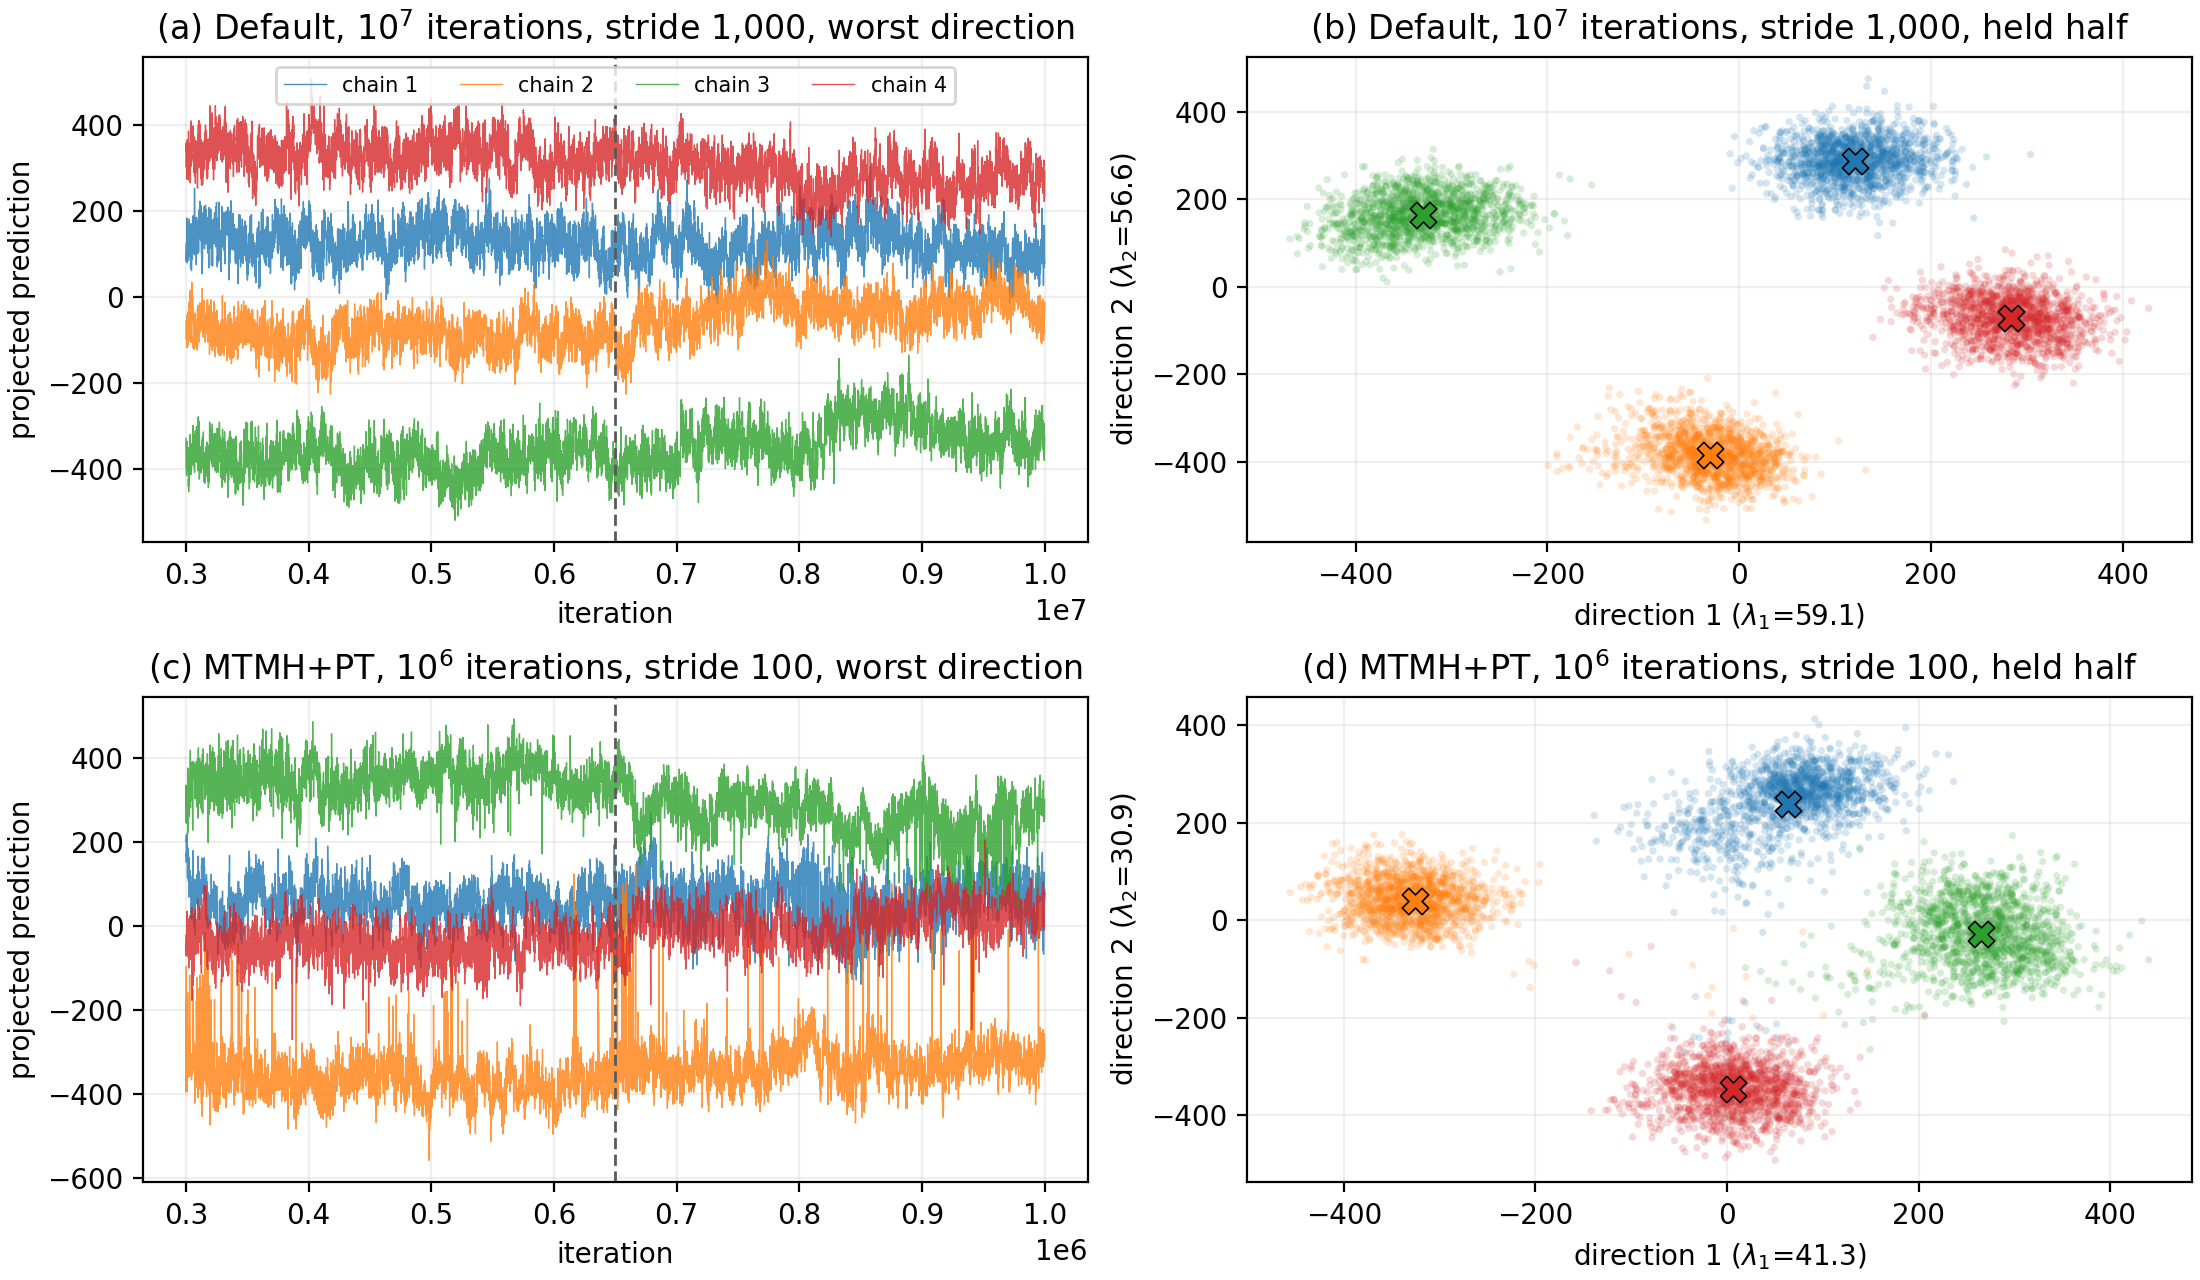 (a) Default, 10⁷ iterations, stride 1,000, worst direction
chain 1 chain 2 chain 3 chain 4
projected prediction
400
200
0
−200
−400
0.3 0.4 0.5 0.6 0.7 0.8 0.9 1.0
1e7
iteration
(b) Default, 10⁷ iterations, stride 1,000, held half
direction 2 (λ₂=56.6)
400
200
0
−200
−400
−400 −200 0 200 400
direction 1 (λ₁=59.1)
(c) MTMH+PT, 10⁶ iterations, stride 100, worst direction
projected prediction
400
200
0
−200
−400
−600
0.3 0.4 0.5 0.6 0.7 0.8 0.9 1.0
1e6
iteration
(d) MTMH+PT, 10⁶ iterations, stride 100, held half
direction 2 (λ₂=30.9)
400
200
0
−200
−400
−400 −200 0 200 400
direction 1 (λ₁=41.3)